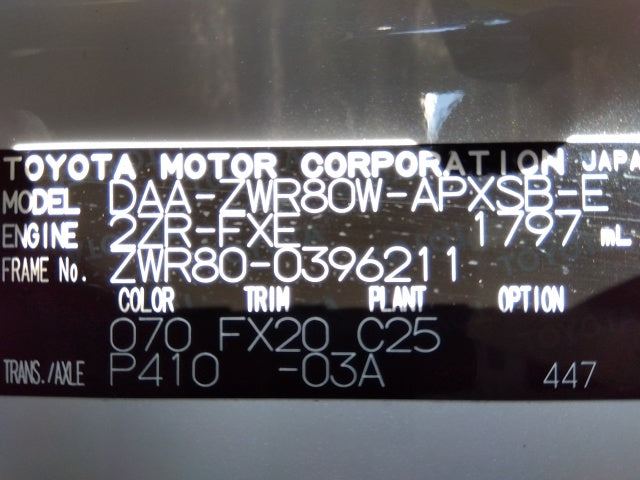 TOYOTA MOTOR CORPORATION JAPA
MODEL DAA-ZWR80W-APXSB-E
ENGINE 2ZR-FXE 1797 mL
FRAME No. ZWR80-0396211
COLOR TRIM PLANT OPTION
070 FX20 C25
TRANS./AXLE P410 -03A 447